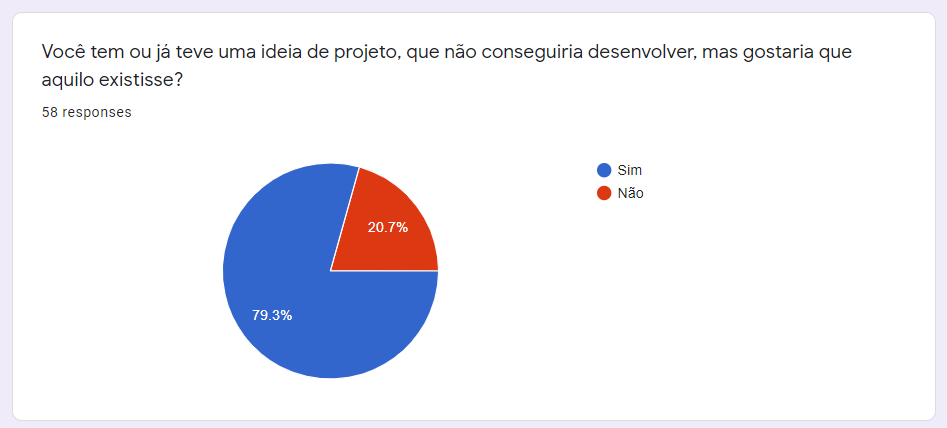 Você tem ou já teve uma ideia de projeto, que não conseguiria desenvolver, mas gostaria que
aquilo existisse?
58 responses
Sim
Não
20.7%
79.3%